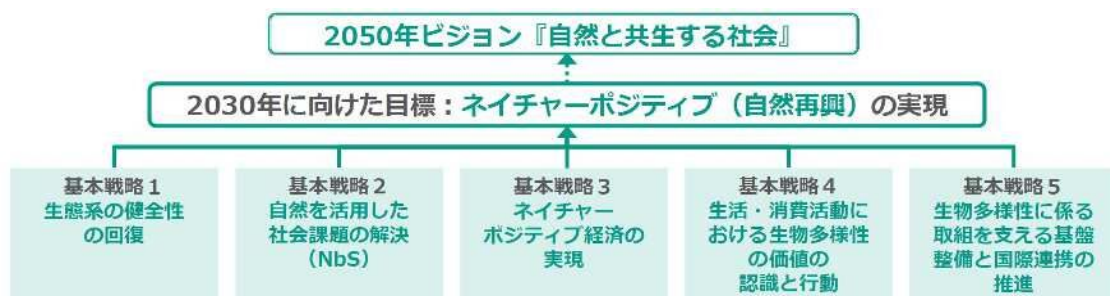 2050年ビジョン『自然と共生する社会』
2030年に向けた目標：ネイチャーポジティブ（自然再興）の実現
基本戦略１
生態系の健全性
の回復
基本戦略２
自然を活用した
社会課題の解決
（NbS）
基本戦略３
ネイチャー
ポジティブ経済の
実現
基本戦略４
生活・消費活動に
おける生物多様性
の価値の
認識と行動
基本戦略５
生物多様性に係る
取組を支える基盤
整備と国際連携の
推進